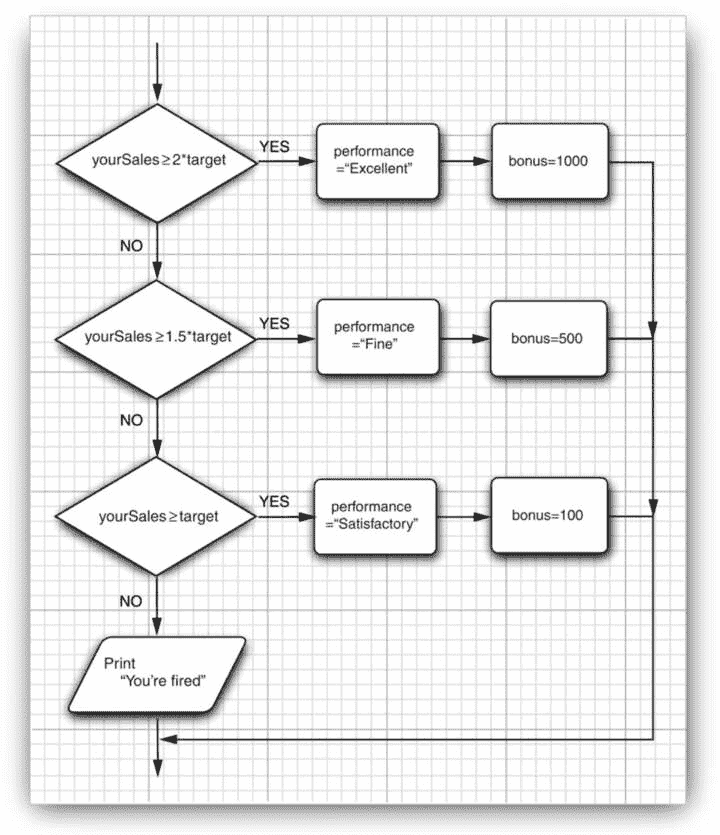 yourSales≥2*target
YES
performance
="Excellent"
bonus=1000
NO
yourSales≥1.5*target
YES
performance
="Fine"
bonus=500
NO
yourSales≥target
YES
performance
="Satisfactory"
bonus=100
NO
Print
"You're fired"